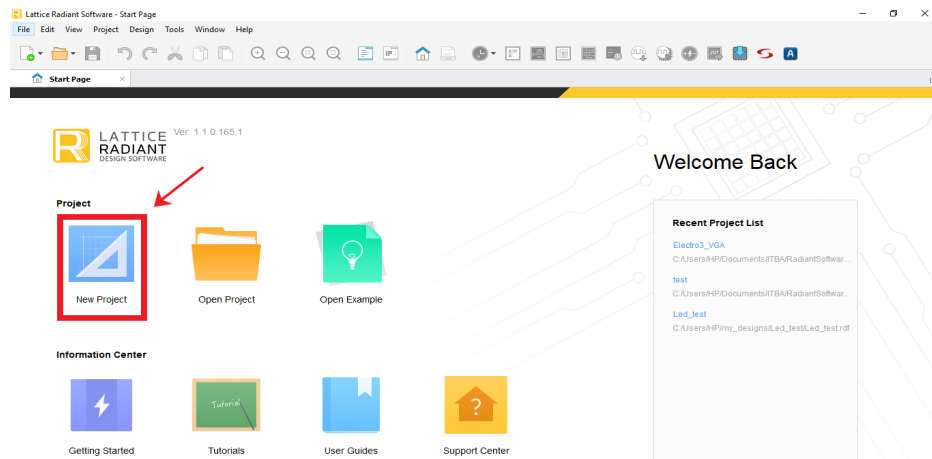 Lattice Radiant Software - Start Page
File Edit View Project Design Tools Window Help
Start Page
LATTICE
RADIANT
DESIGN SOFTWARE
Ver: 1.1.0.165.1
Welcome Back
Project
New Project
Open Project
Open Example
Recent Project List
Electro3_VGA
C:/Users/HP/Documents/ITBA/RadiantSoftwar...
test
C:/Users/HP/Documents/ITBA/RadiantSoftwar...
Led_test
C:/Users/HP/my_designs/Led_test/Led_test.rdf
Information Center
Tutorial
Getting Started
Tutorials
User Guides
Support Center